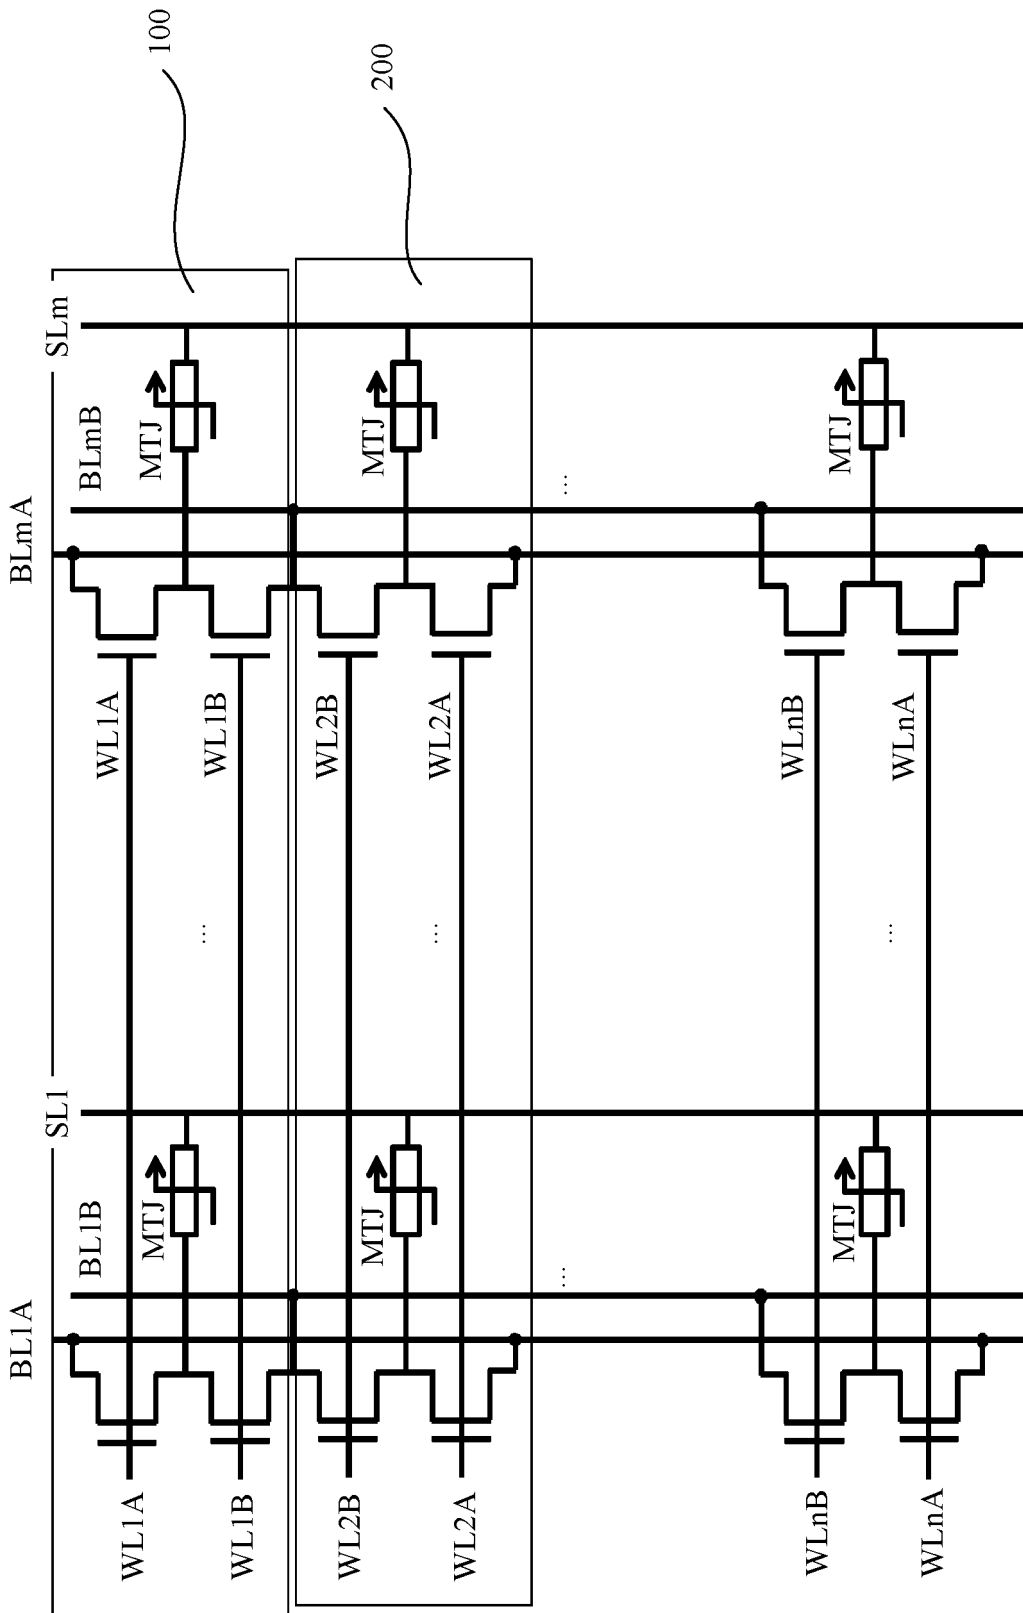 BL1A
BLmA
SL1
SLm
BL1B
BLmB
WL1A
WL1A
MTJ
MTJ
100
...
WL1B
WL1B
WL2B
WL2B
MTJ
MTJ
200
...
WL2A
WL2A
...
...
WLnB
WLnB
MTJ
MTJ
...
WLnA
WLnA